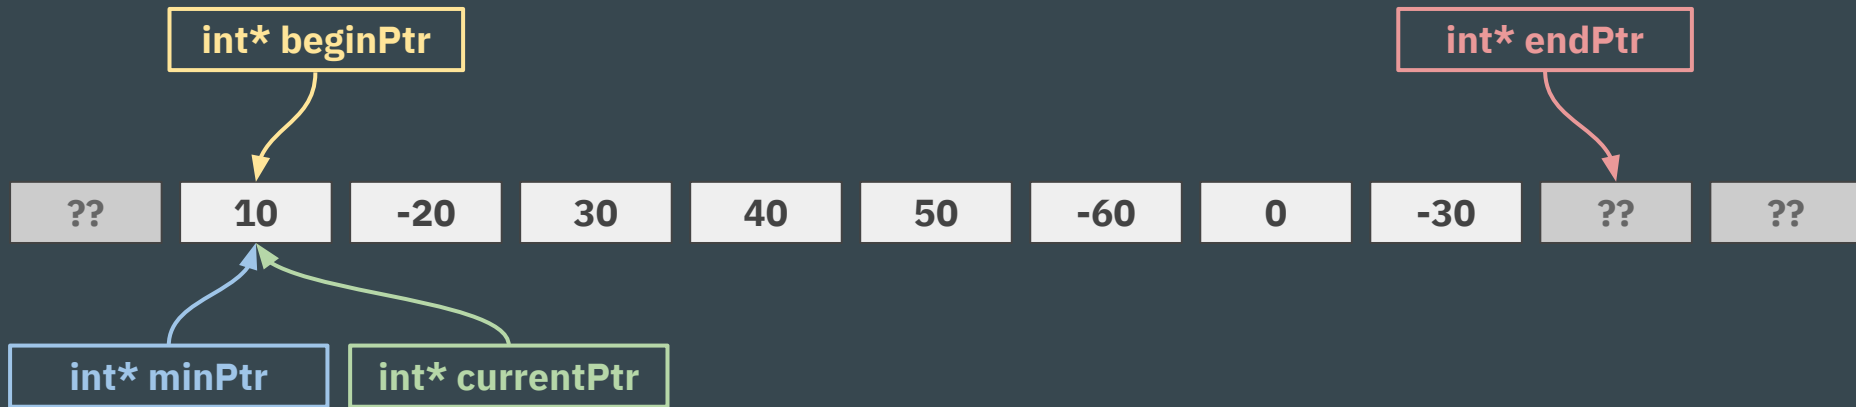 int* beginPtr
int* endPtr
?? 10 -20 30 40 50 -60 0 -30 ?? ??
int* minPtr
int* currentPtr